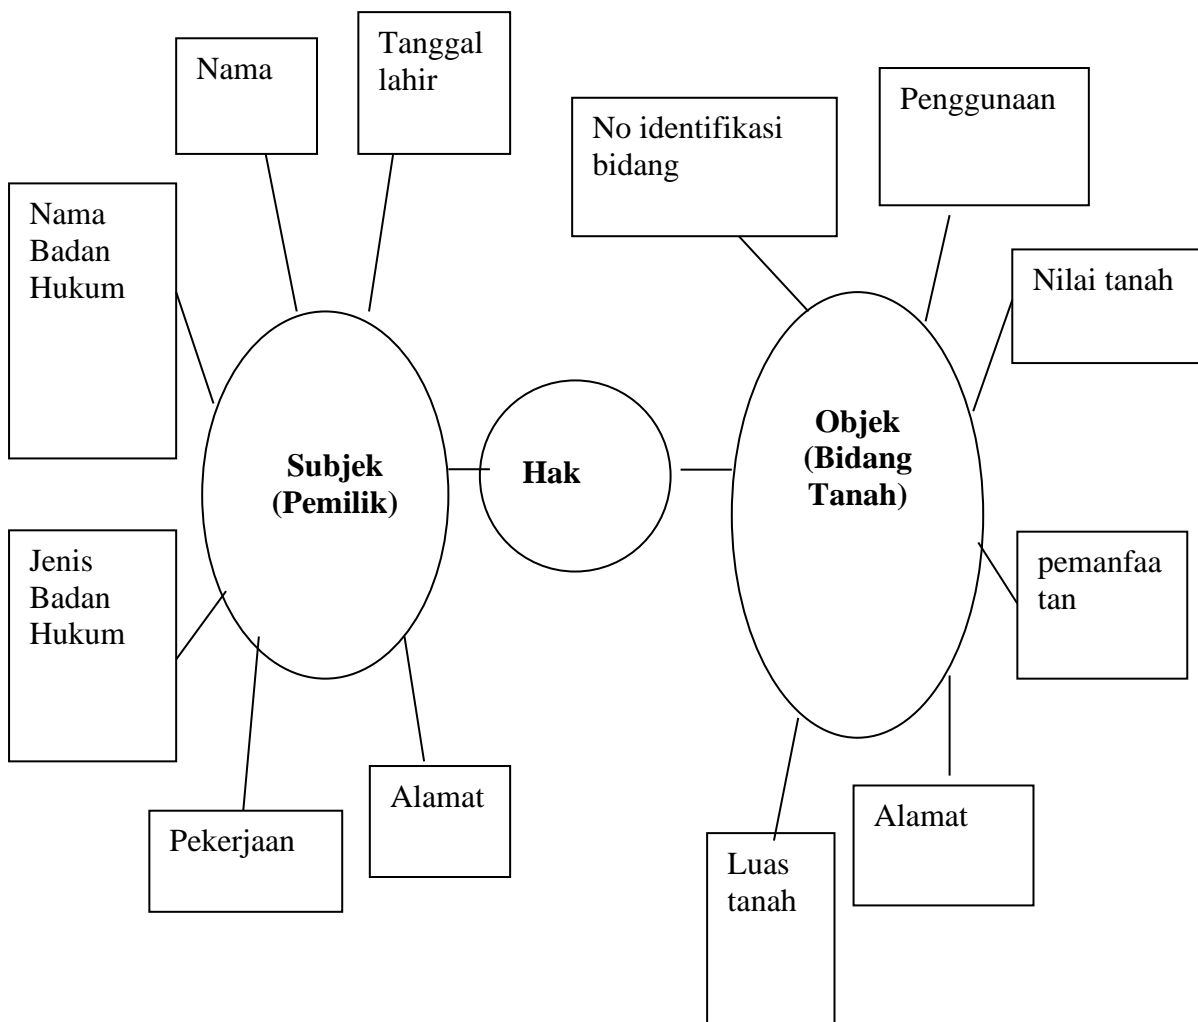 Nama
Tanggal
lahir
No identifikasi
bidang
Penggunaan
Nama
Badan
Hukum
Nilai tanah
Subjek
(Pemilik)
Hak
Objek
(Bidang
Tanah)
Jenis
Badan
Hukum
pemanfaa
tan
Pekerjaan
Alamat
Luas
tanah
Alamat